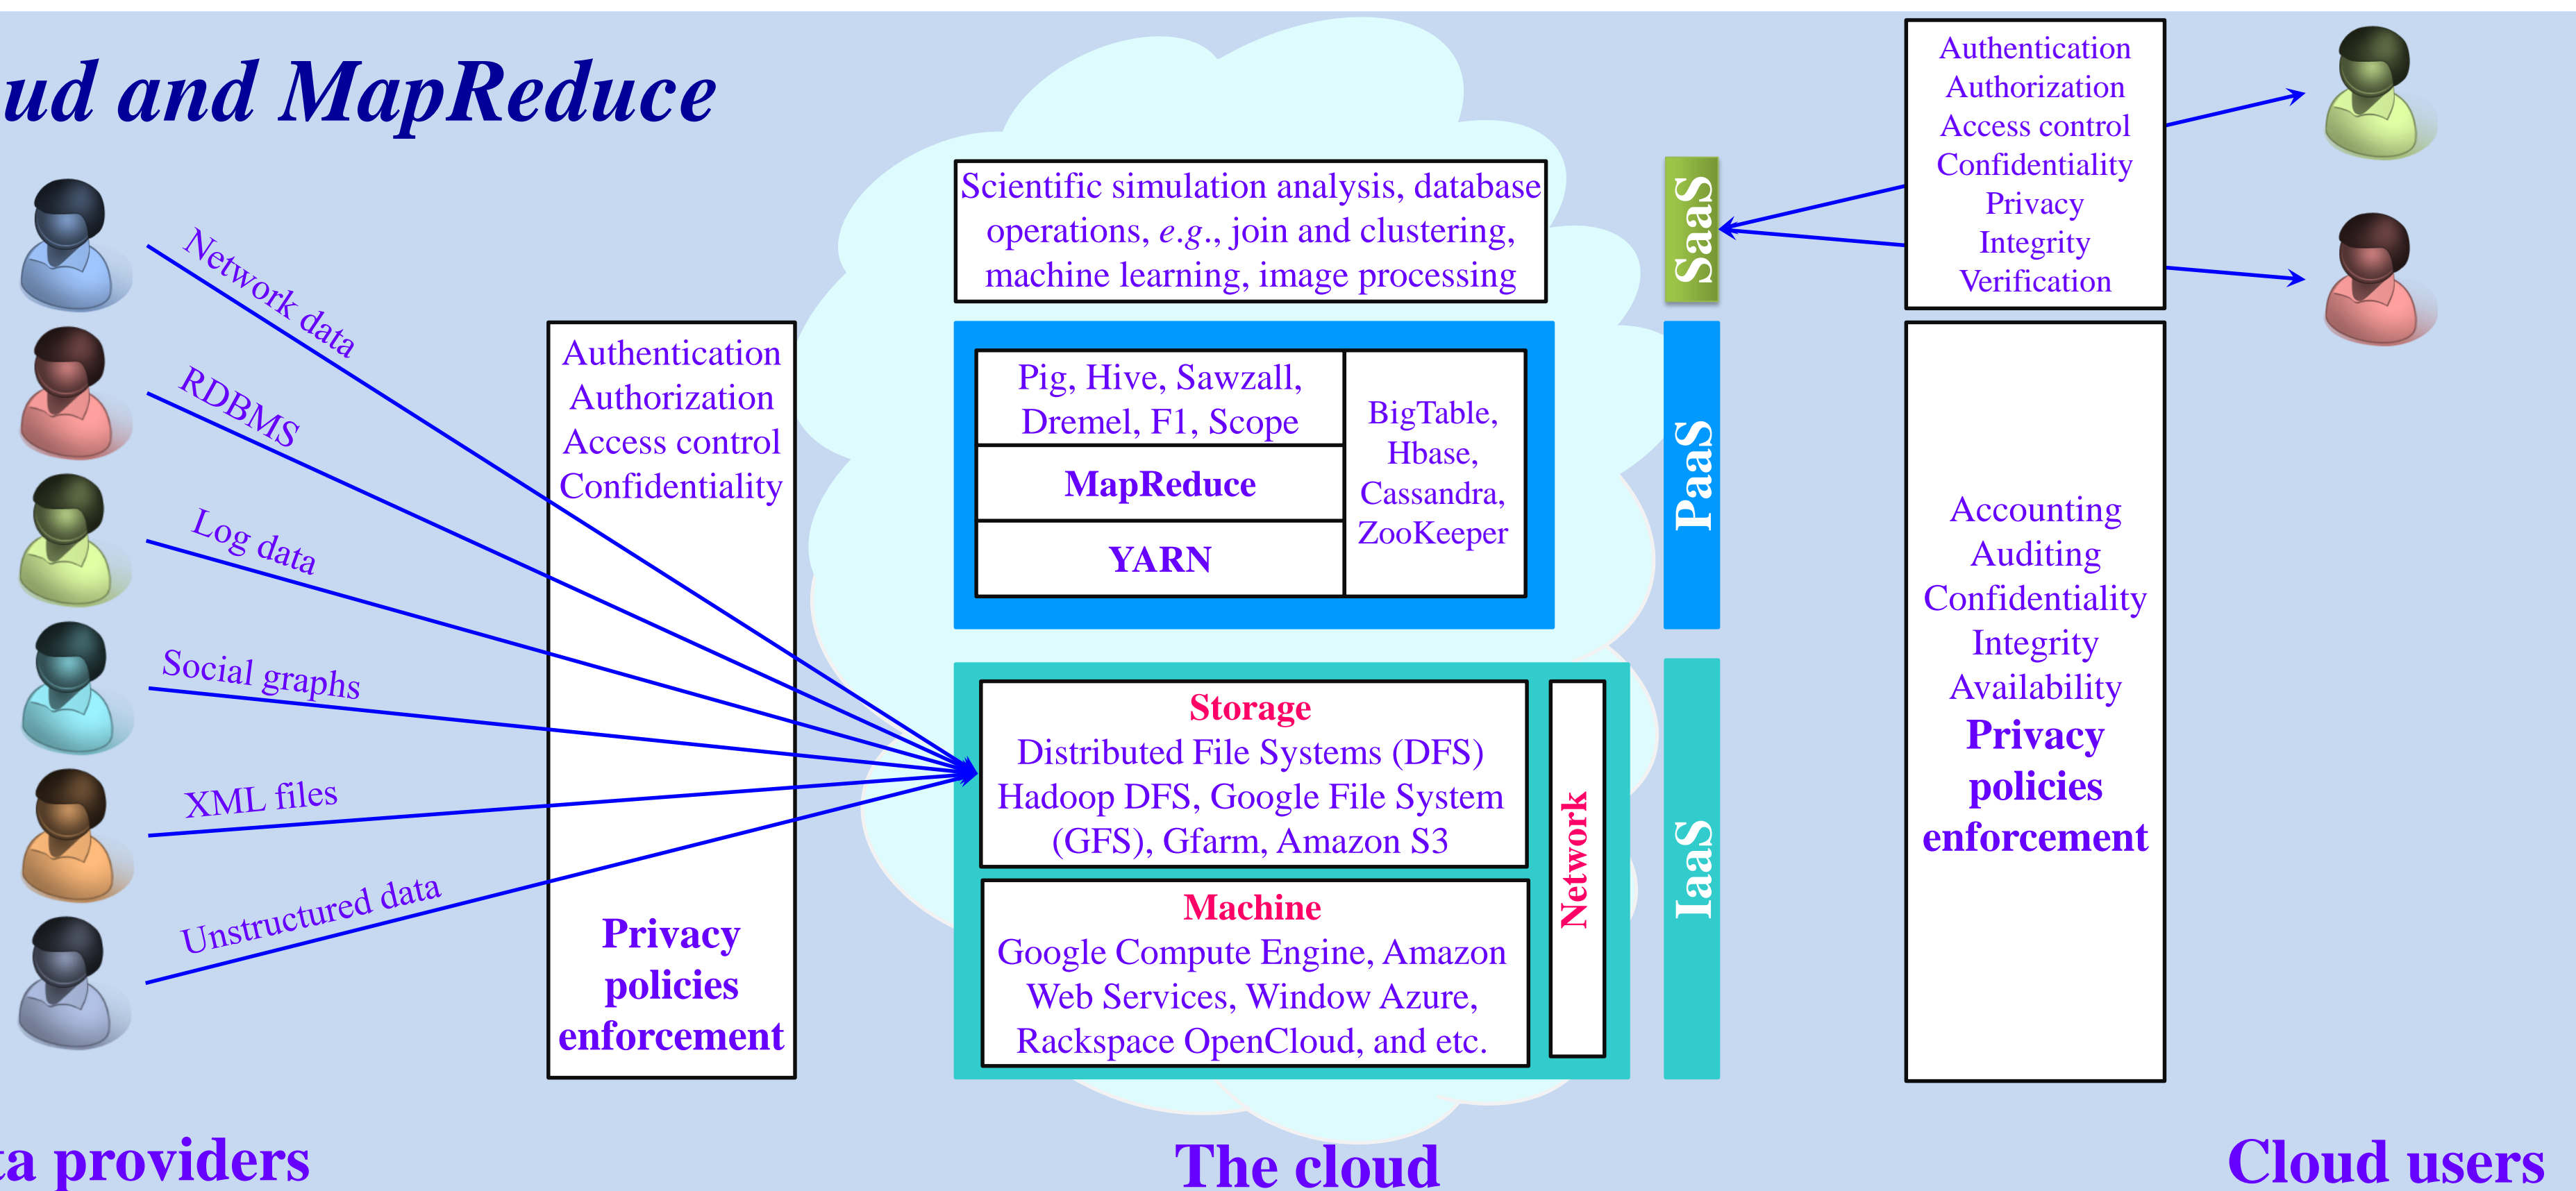 ud and MapReduce
Network data
RDBMS
Log data
Social graphs
XML files
Unstructured data
Authentication
Authorization
Access control
Confidentiality
Privacy
policies
enforcement
Scientific simulation analysis, database
operations, e.g., join and clustering,
machine learning, image processing
Pig, Hive, Sawzall,
Dremel, F1, Scope
MapReduce
YARN
BigTable,
Hbase,
Cassandra,
ZooKeeper
Storage
Distributed File Systems (DFS)
Hadoop DFS, Google File System
(GFS), Gfarm, Amazon S3
Machine
Google Compute Engine, Amazon
Web Services, Window Azure,
Rackspace OpenCloud, and etc.
Network
SaaS
PaaS
IaaS
Authentication
Authorization
Access control
Confidentiality
Privacy
Integrity
Verification
Accounting
Auditing
Confidentiality
Integrity
Availability
Privacy
policies
enforcement
ta providers
The cloud
Cloud users